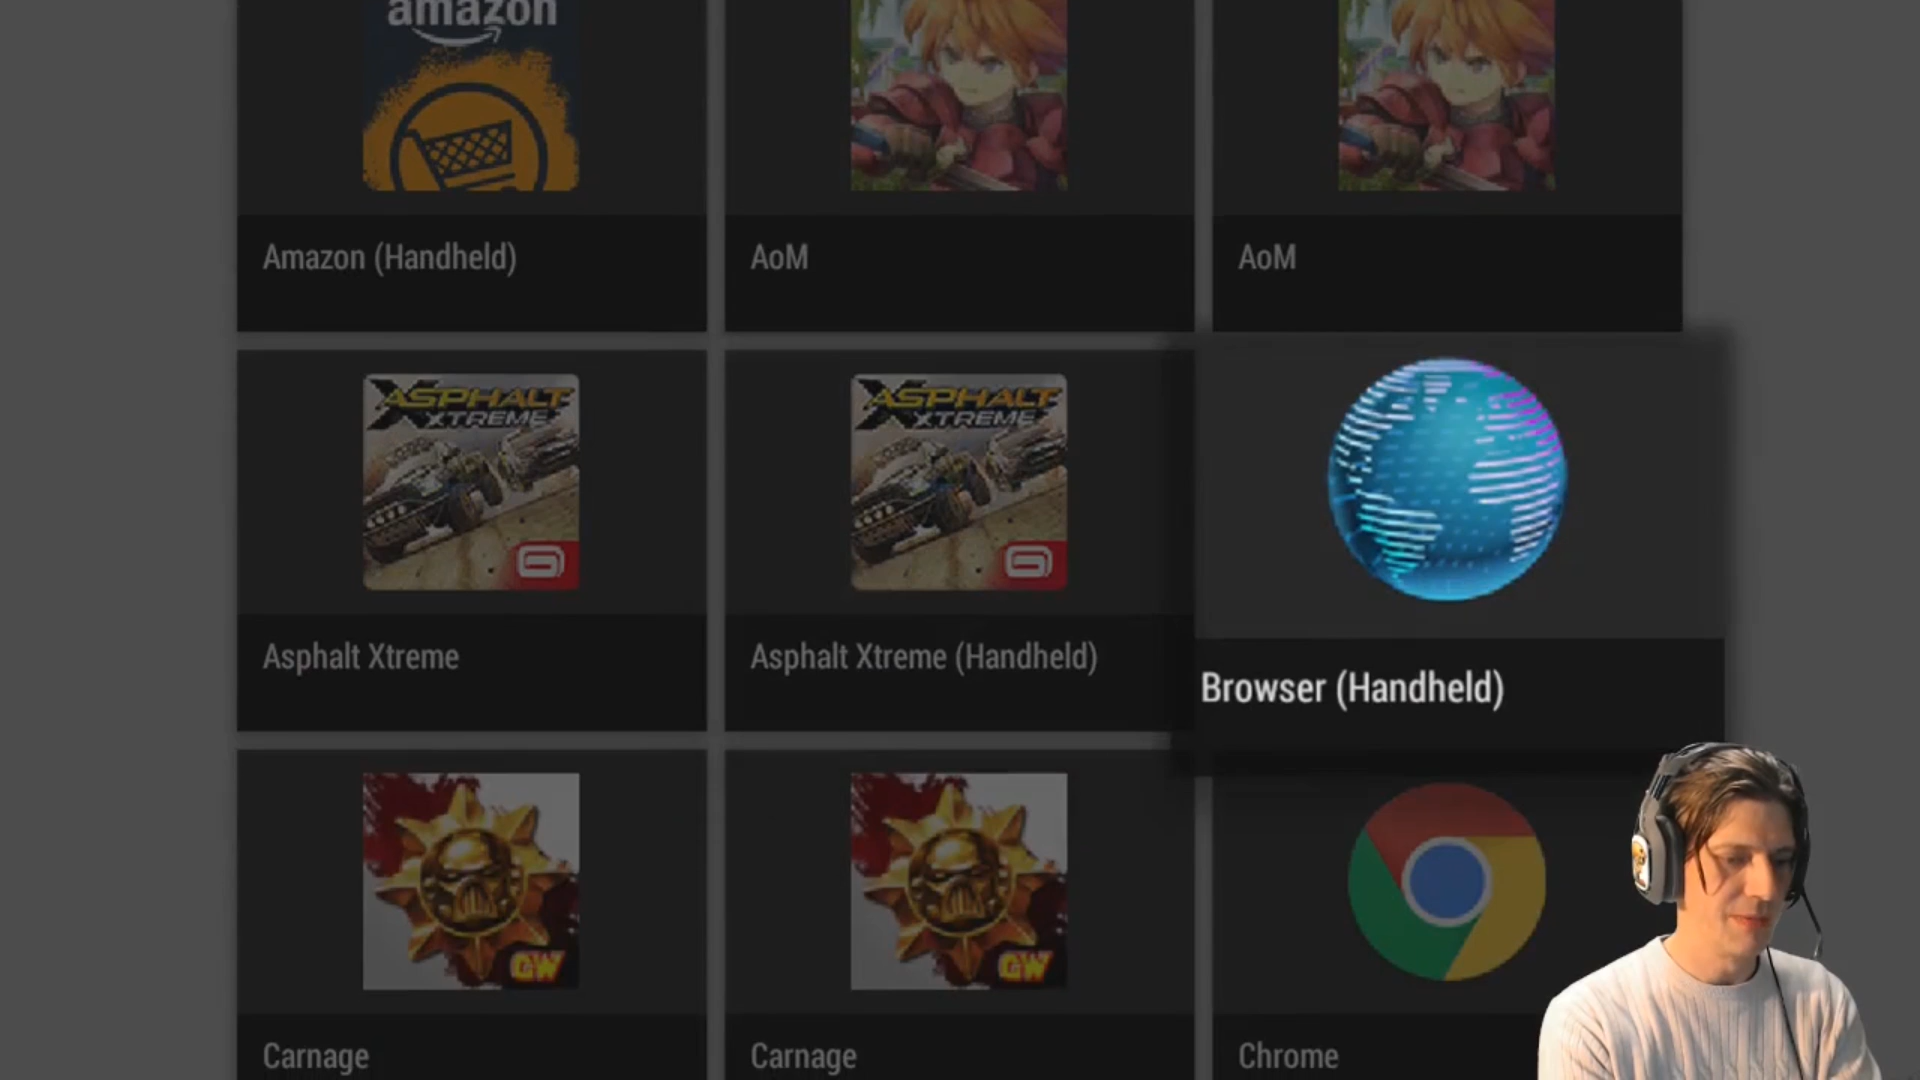 amazon
Amazon (Handheld)
AoM
AoM
ASPHALT
XTREME
ASPHALT
XTREME
Asphalt Xtreme
Asphalt Xtreme (Handheld)
Browser (Handheld)
GW
GW
Carnage
Carnage
Chrome